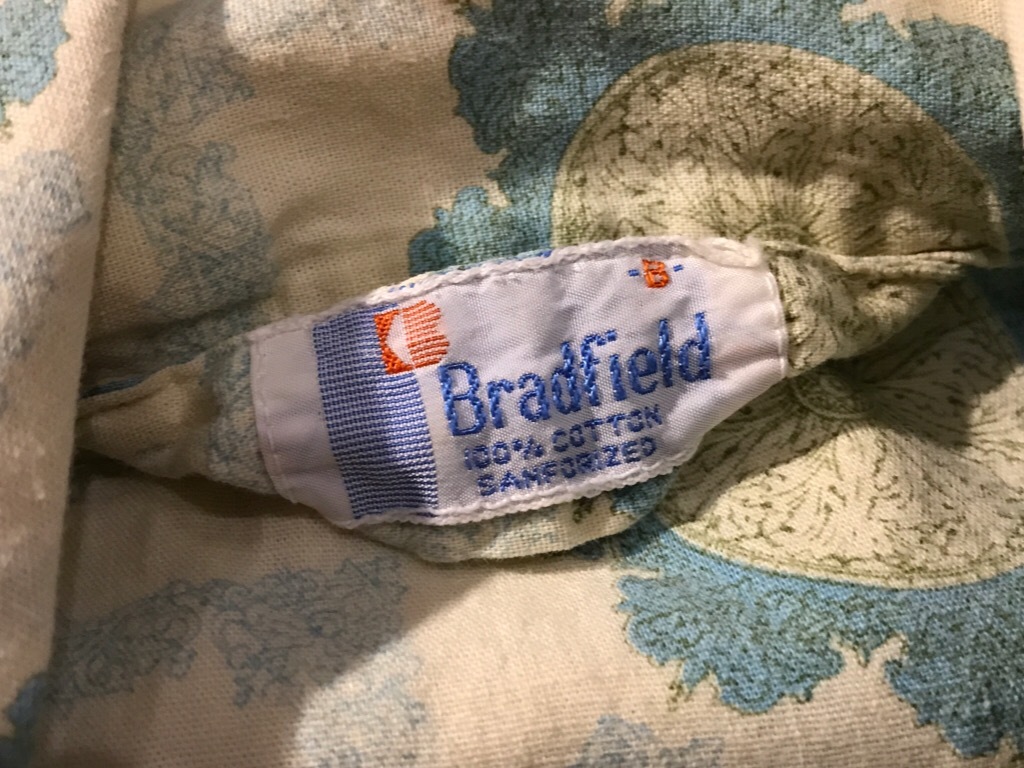 -B-
Bradfield
100% COTTON
SANFORIZED